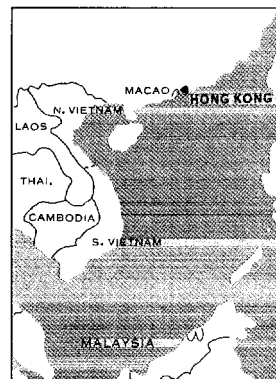 MACAO
HONG KONG
N. VIETNAM
LAOS
THAI.
CAMBODIA
S. VIETNAM
MALAYSIA